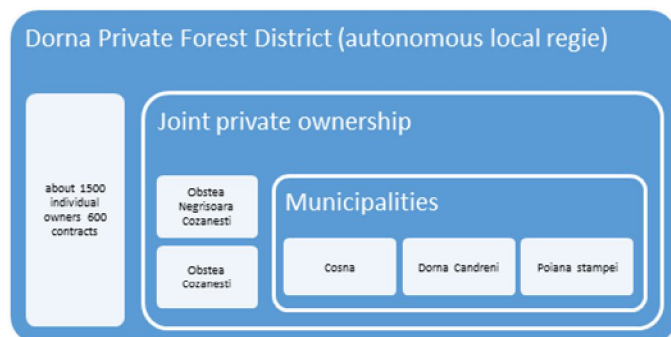 Dorna Private Forest District (autonomous local regie)
about 1500
individual
owners 600
contracts
Joint private ownership
Obstea
Negrisoara
Cozanesti
Obstea
Cozanesti
Municipalities
Cosna
Dorna Candreni
Poiana stampei